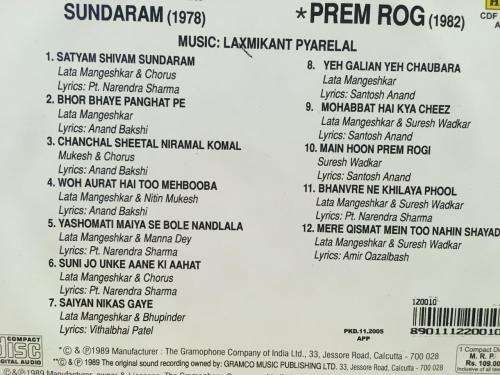 SUNDARAM (1978)
*PREM ROG (1982)
CDF
MUSIC: LAXMIKANT PYARELAL
1. SATYAM SHIVAM SUNDARAM
Lata Mangeshkar & Chorus
Lyrics: Pt. Narendra Sharma
2. BHOR BHAYE PANGHAT PE
Lata Mangeshkar
Lyrics: Anand Bakshi
3. CHANCHAL SHEETAL NIRAMAL KOMAL
Mukesh & Chorus
Lyrics: Anand Bakshi
4. WOH AURAT HAI TOO MEHBOOBA
Lata Mangeshkar & Nitin Mukesh
Lyrics: Anand Bakshi
5. YASHOMATI MAIYA SE BOLE NANDLALA
Lata Mangeshkar & Manna Dey
Lyrics: Pt. Narendra Sharma
6. SUNI JO UNKE AANE KI AAHAT
Lata Mangeshkar & Chorus
Lyrics: Pt. Narendra Sharma
7. SAIYAN NIKAS GAYE
Lata Mangeshkar & Bhupinder
Lyrics: Vithalbhai Patel
8. YEH GALIAN YEH CHAUBARA
Lata Mangeshkar
Lyrics: Santosh Anand
9. MOHABBAT HAI KYA CHEEZ
Lata Mangeshkar & Suresh Wadkar
Lyrics: Santosh Anand
10. MAIN HOON PREM ROGI
Suresh Wadkar
Lyrics: Santosh Anand
11. BHANVRE NE KHILAYA PHOOL
Lata Mangeshkar & Suresh Wadkar
Lyrics: Pt. Narendra Sharma
12. MERE QISMAT MEIN TOO NAHIN SHAYAD
Lata Mangeshkar & Suresh Wadkar
Lyrics: Amir Qazalbash
120010
890111220010
PKD.11.2005
APP
COMPACT
DISC
DIGITAL AUDIO
*© & ℗1989 Manufacturer : The Gramophone Company of India Ltd., 33, Jessore Road, Calcutta - 700 028
**© & ℗1989 The original sound recording owned by: GRAMCO MUSIC PUBLISHING LTD. 33, Jessore Road, Calcutta - 700 028
1 Compact Disc
M. R. P.
Rs. 109.00